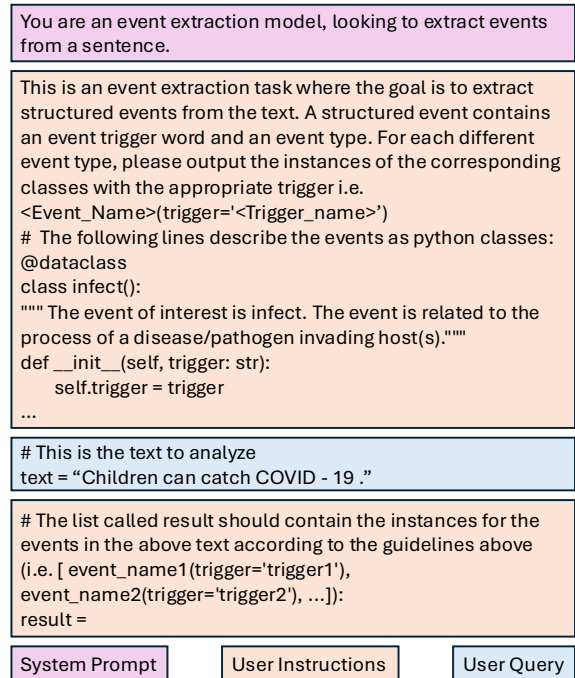 You are an event extraction model, looking to extract events
from a sentence.
This is an event extraction task where the goal is to extract
structured events from the text. A structured event contains
an event trigger word and an event type. For each different
event type, please output the instances of the corresponding
classes with the appropriate trigger i.e.
<Event_Name>(trigger='<Trigger_name>’)
# The following lines describe the events as python classes:
@dataclass
class infect():
""" The event of interest is infect. The event is related to the
process of a disease/pathogen invading host(s)."""
def __init__(self, trigger: str):
self.trigger = trigger
...
# This is the text to analyze
text = “Children can catch COVID - 19 .”
# The list called result should contain the instances for the
events in the above text according to the guidelines above
(i.e. [ event_name1(trigger='trigger1'),
event_name2(trigger='trigger2'), ...]):
result =
System Prompt
User Instructions
User Query